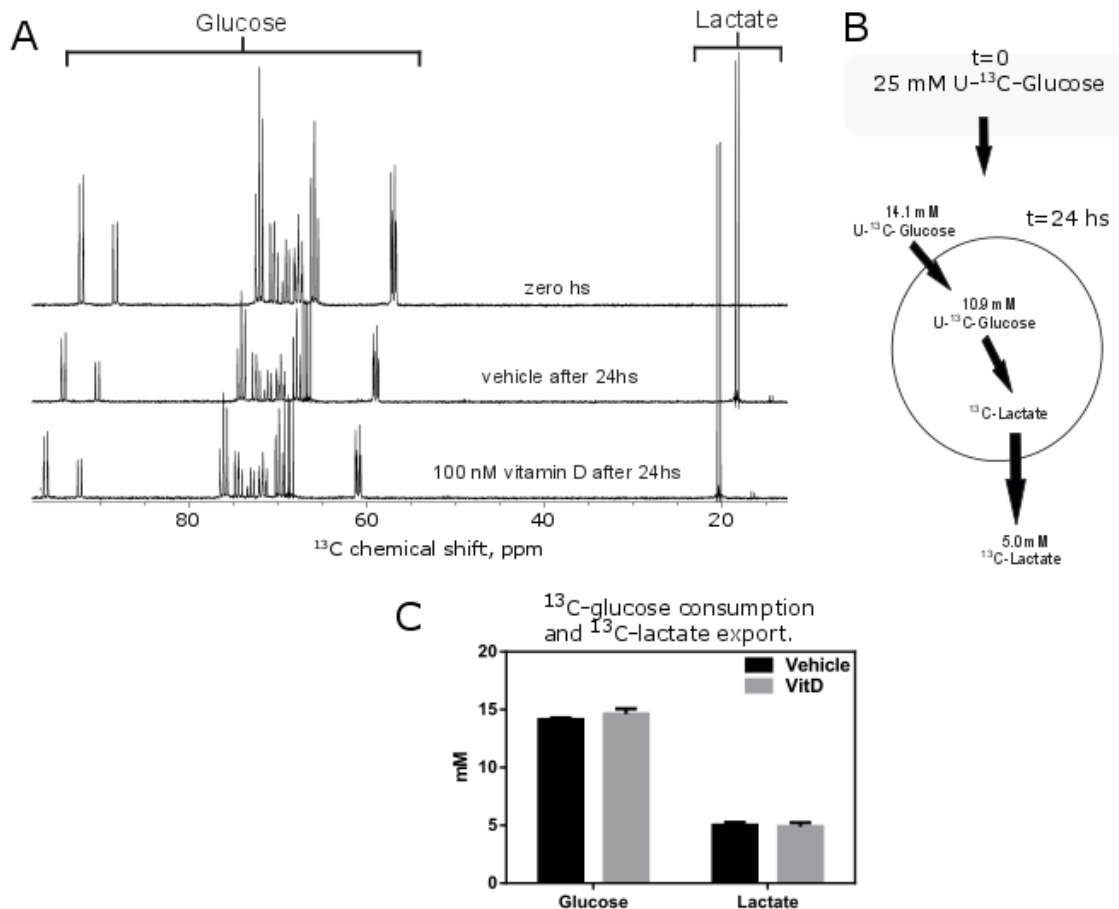 A
Glucose
Lactate
zero hs
vehicle after 24hs
100 nM vitamin D after 24hs
80
60
40
20
¹³C chemical shift, ppm
B
t=0
25 mM U-¹³C-Glucose
t=24 hs
14.1 mM
U-¹³C-Glucose
10.9 mM
U-¹³C-Glucose
¹³C-Lactate
5.0 mM
¹³C-Lactate
C
¹³C-glucose consumption
and ¹³C-lactate export.
20
15
10
5
0
mM
Vehicle
VitD
Glucose
Lactate